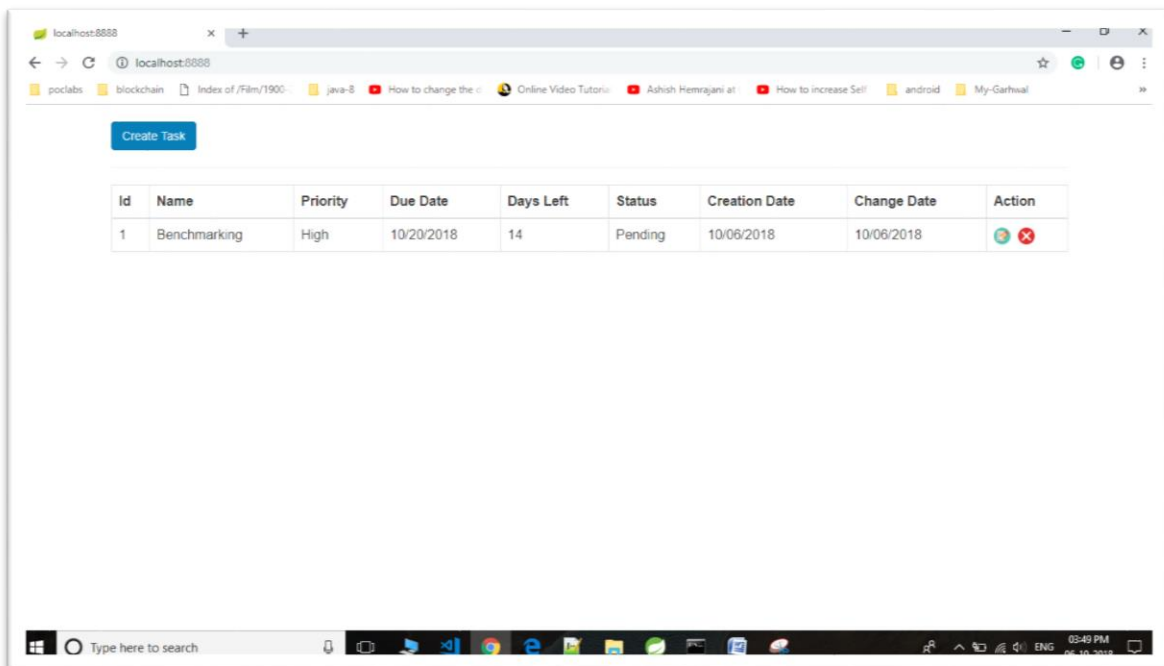 localhost:8888
localhost:8888
poclabs blockchain Index of /Film/1900- java-8 How to change the Online Video Tutoria Ashish Hemrajani at How to increase Self android My-Garhwal
Create Task
Id Name Priority Due Date Days Left Status Creation Date Change Date Action
1 Benchmarking High 10/20/2018 14 Pending 10/06/2018 10/06/2018
Type here to search ENG 03:49 PM
06-10-2018